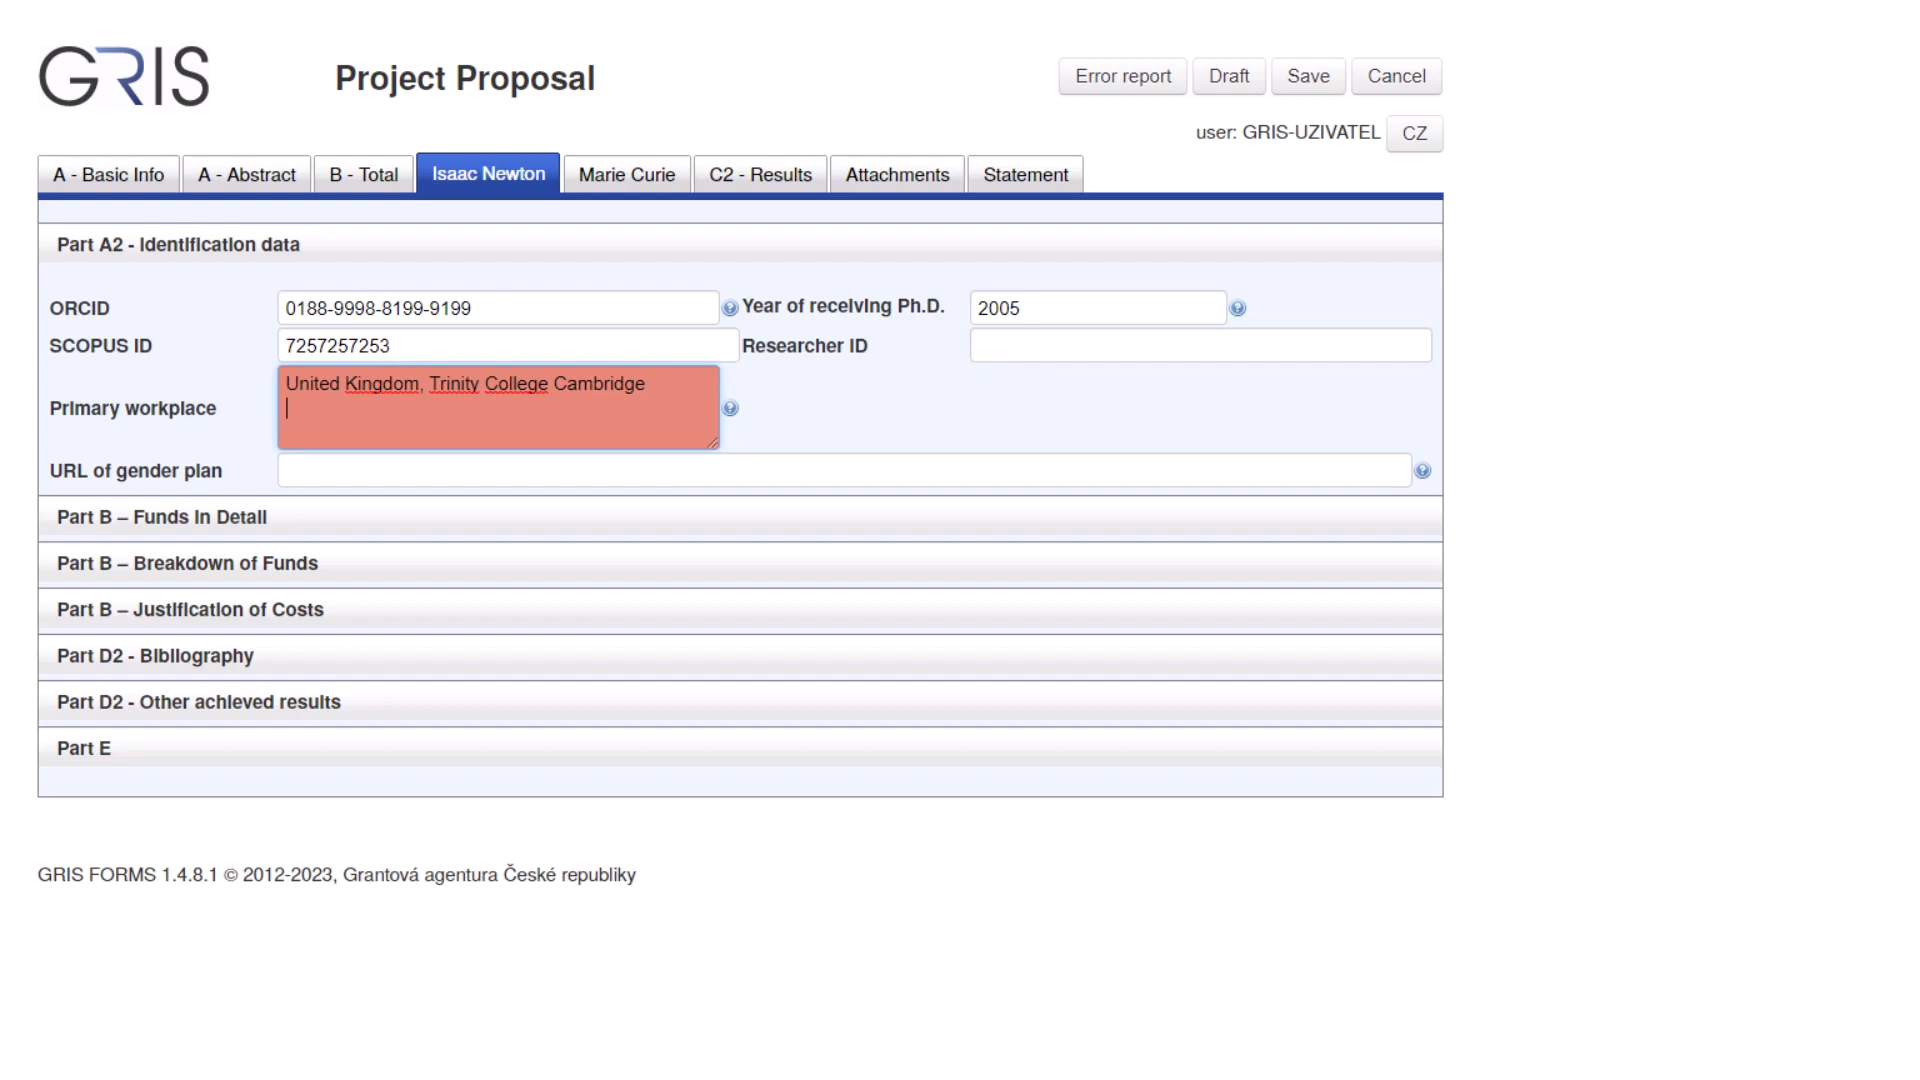 GRIS
Project Proposal
Error report Draft Save Cancel
user: GRIS-UZIVATEL CZ
A - Basic Info A - Abstract B - Total Isaac Newton Marie Curie C2 - Results Attachments Statement
Part A2 - Identification data
ORCID 0188-9998-8199-9199 Year of receiving Ph.D. 2005
SCOPUS ID 7257257253 Researcher ID
Primary workplace United Kingdom, Trinity College Cambridge
URL of gender plan
Part B – Funds in Detail
Part B – Breakdown of Funds
Part B – Justification of Costs
Part D2 - Bibliography
Part D2 - Other achieved results
Part E
GRIS FORMS 1.4.8.1 © 2012-2023, Grantová agentura České republiky